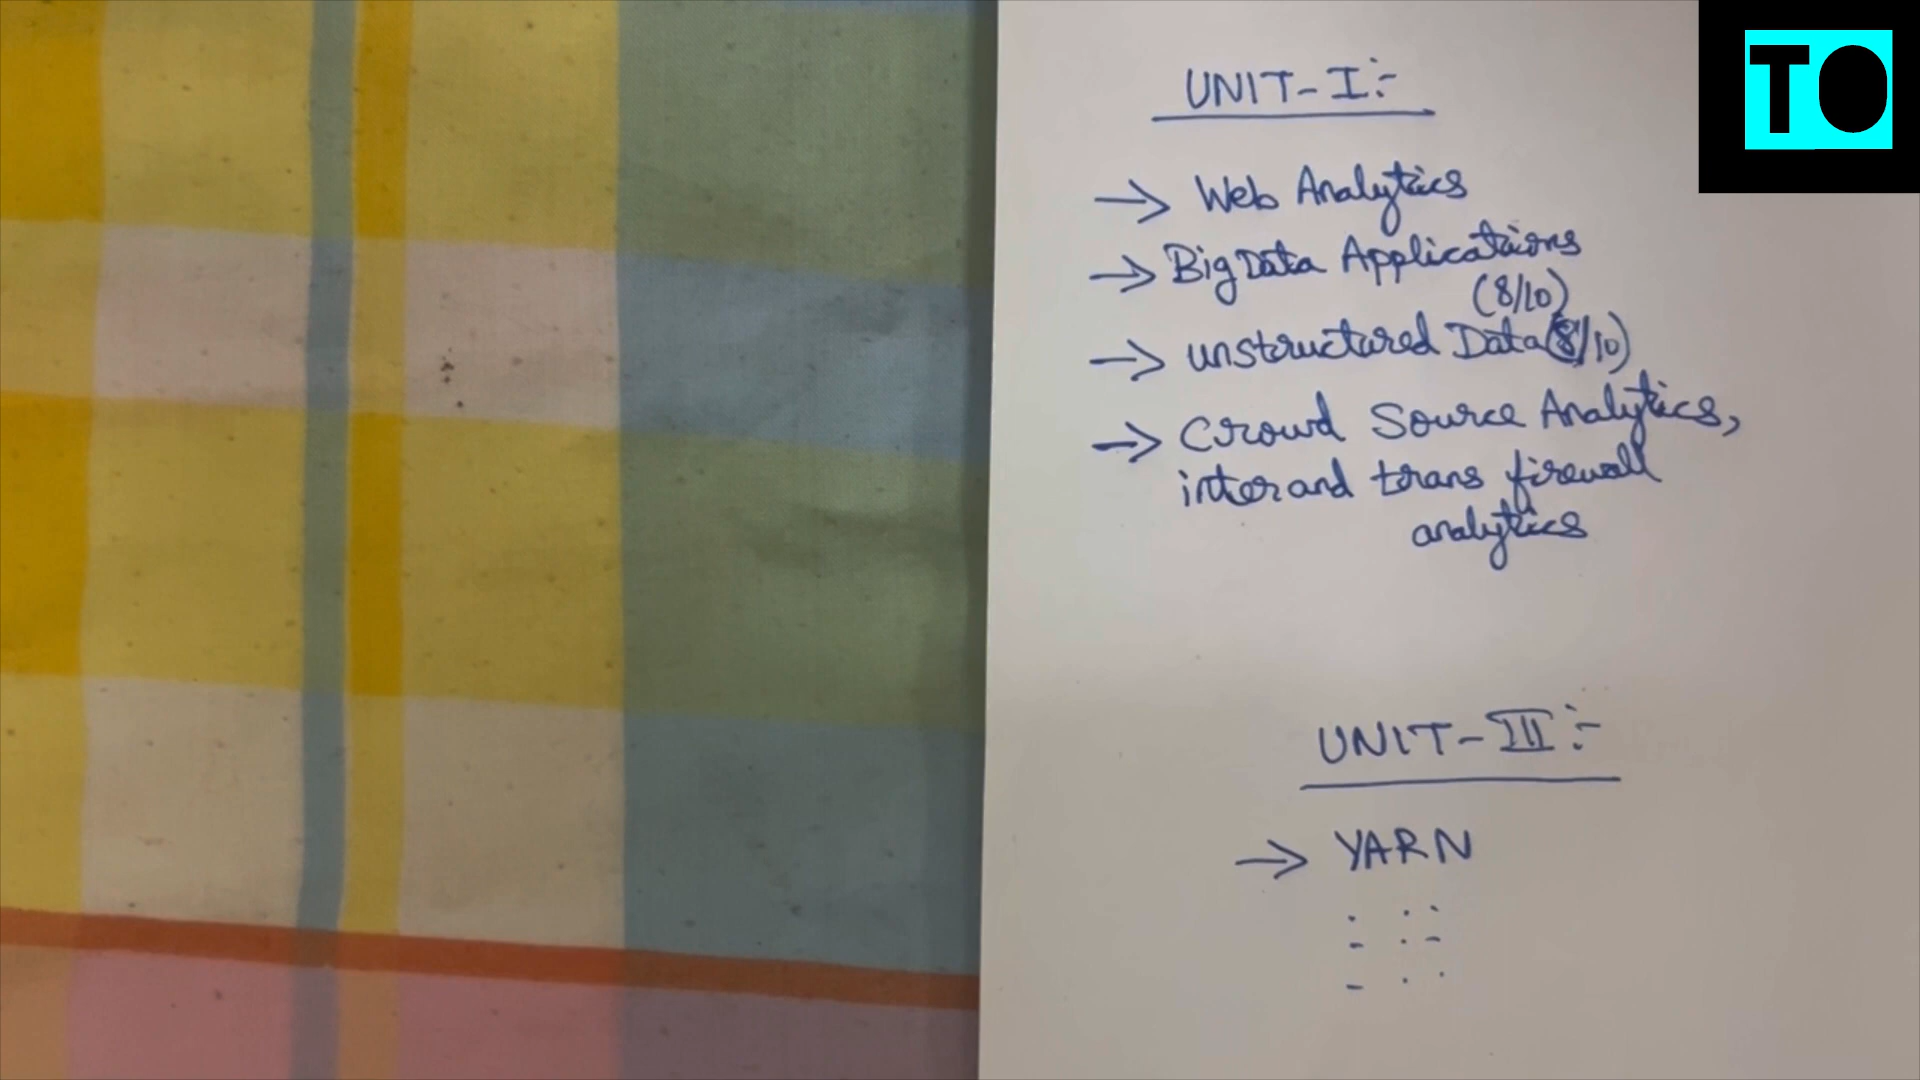 UNIT-I:-
→ Web Analytics
→ Big Data Applications
(8/10)
→ unstructured Data (8/10)
→ Crowd Source Analytics,
inter and trans firewall
analytics
UNIT-III:-
→ YARN
TO